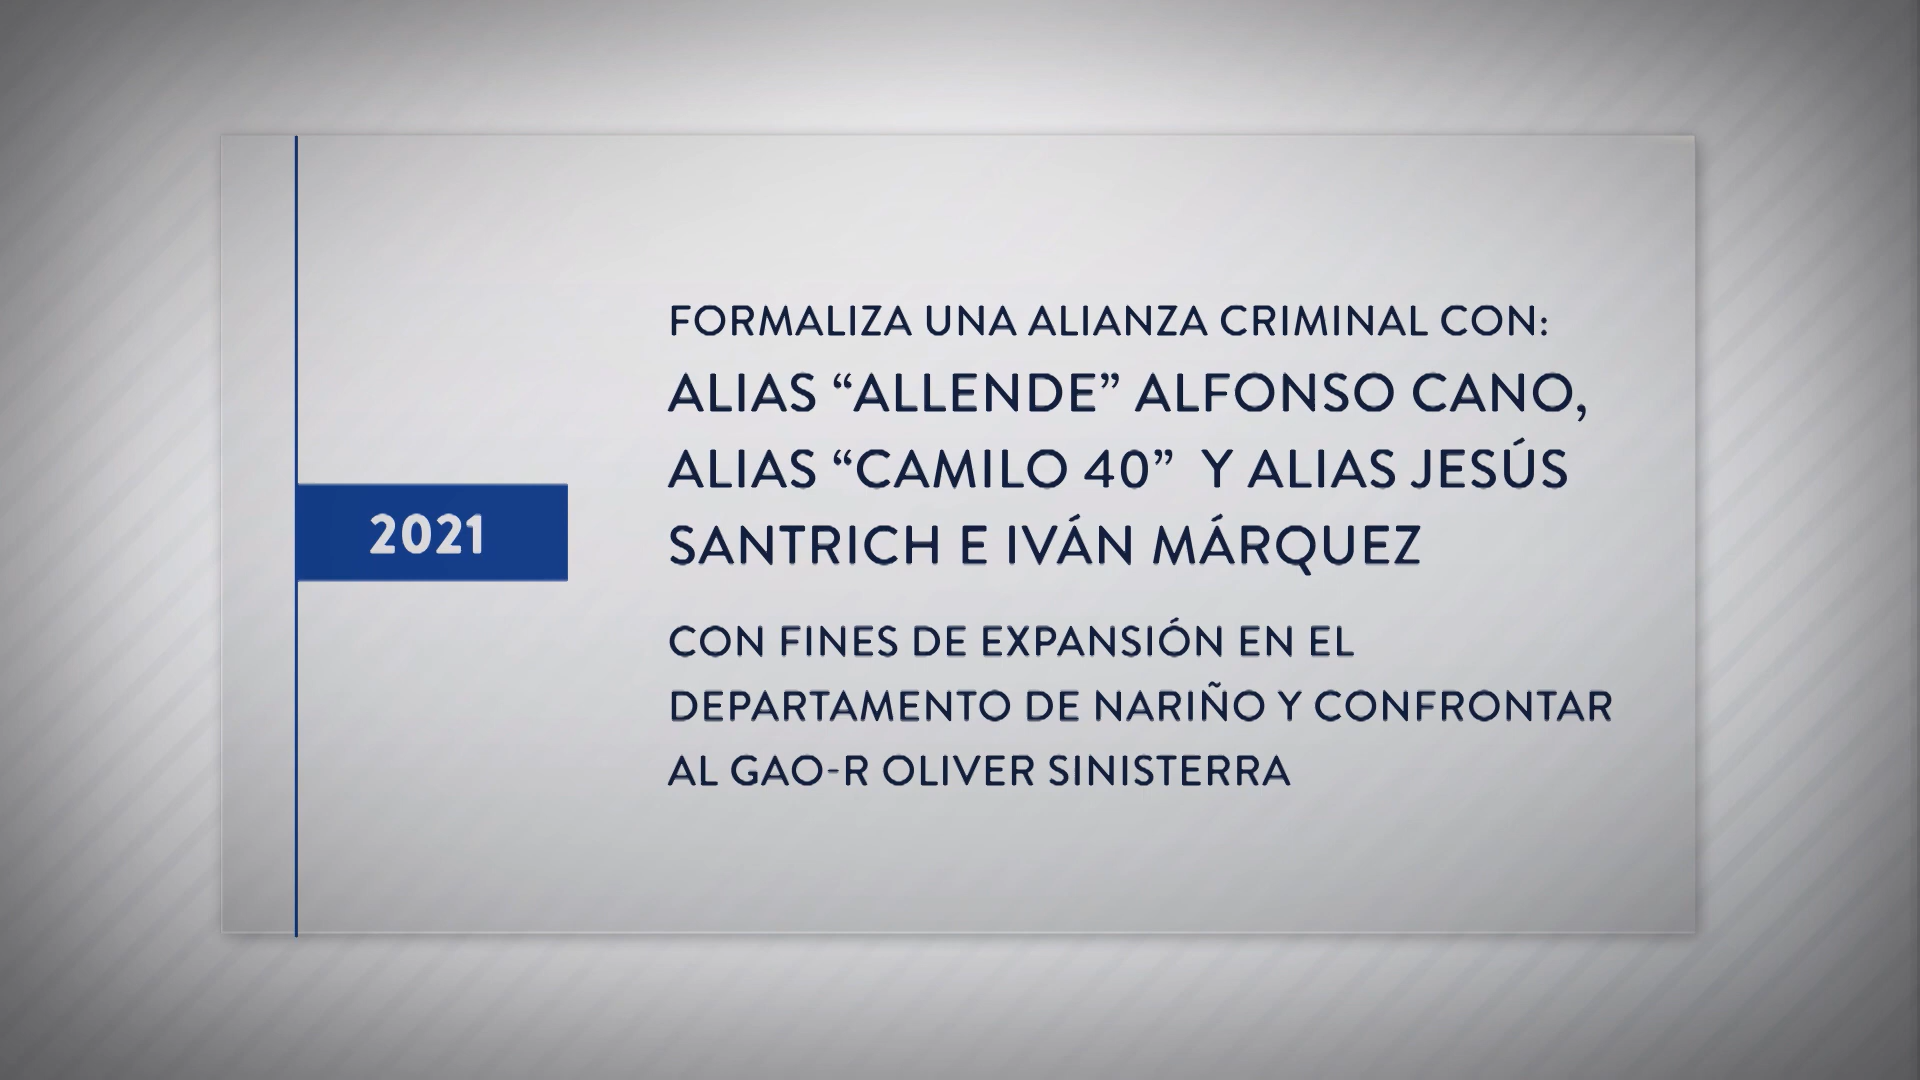 2021
FORMALIZA UNA ALIANZA CRIMINAL CON:
ALIAS “ALLENDE” ALFONSO CANO,
ALIAS “CAMILO 40” Y ALIAS JESÚS
SANTRICH E IVÁN MÁRQUEZ
CON FINES DE EXPANSIÓN EN EL
DEPARTAMENTO DE NARIÑO Y CONFRONTAR
AL GAO-R OLIVER SINISTERRA